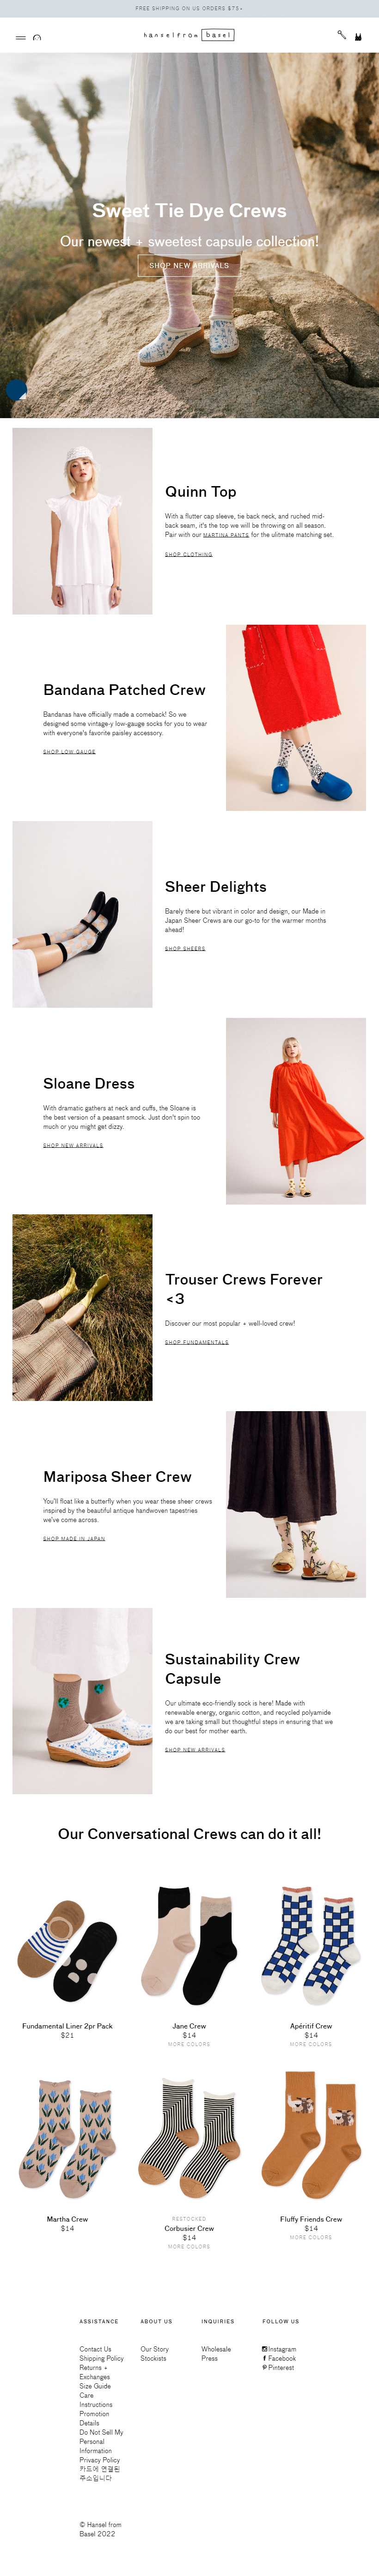 FREE SHIPPING ON US ORDERS $75+
hansel from basel
Sweet Tie Dye Crews
Our newest + sweetest capsule collection!
SHOP NEW ARRIVALS
Quinn Top
With a flutter cap sleeve, tie back neck, and ruched mid-
back seam, it's the top we will be throwing on all season.
Pair with our MARTINA PANTS for the ulitimate matching set.
SHOP CLOTHING
Bandana Patched Crew
Bandanas have officially made a comeback! So we
designed some vintage-y low-gauge socks for you to wear
with everyone's favorite paisley accessory.
SHOP LOW GAUGE
Sheer Delights
Barely there but vibrant in color and design, our Made in
Japan Sheer Crews are our go-to for the warmer months
ahead!
SHOP SHEERS
Sloane Dress
With dramatic gathers at neck and cuffs, the Sloane is
the best version of a peasant smock. Just don't spin too
much or you might get dizzy.
SHOP NEW ARRIVALS
Trouser Crews Forever
<3
Discover our most popular + well-loved crew!
SHOP FUNDAMENTALS
Mariposa Sheer Crew
You'll float like a butterfly when you wear these sheer crews
inspired by the beautiful antique handwoven tapestries
we've come across.
SHOP MADE IN JAPAN
Sustainability Crew
Capsule
Our ultimate eco-friendly sock is here! Made with
renewable energy, organic cotton, and recycled polyamide
we are taking small but thoughtful steps in ensuring that we
do our best for mother earth.
SHOP NEW ARRIVALS
Our Conversational Crews can do it all!
Fundamental Liner 2pr Pack
$21
Jane Crew
$14
MORE COLORS
Apéritif Crew
$14
MORE COLORS
Martha Crew
$14
RESTOCKED
Corbusier Crew
$14
MORE COLORS
Fluffy Friends Crew
$14
MORE COLORS
ASSISTANCE
Contact Us
Shipping Policy
Returns +
Exchanges
Size Guide
Care
Instructions
Promotion
Details
Do Not Sell My
Personal
Information
Privacy Policy
카드에 연결된
주소입니다
ABOUT US
Our Story
Stockists
INQUIRIES
Wholesale
Press
FOLLOW US
Instagram
Facebook
Pinterest
© Hansel from
Basel 2022